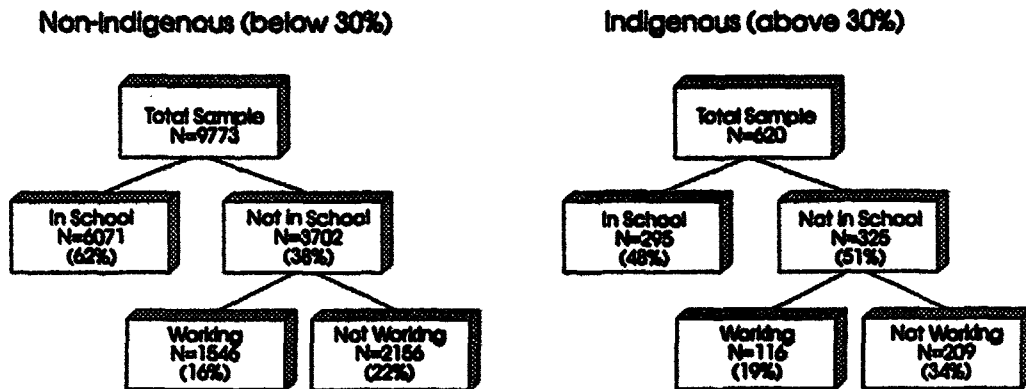 Non-Indigenous (below 30%)
Total Sample
N=9773
In School
N=6071
(62%)
Not in School
N=3702
(38%)
Working
N=1546
(16%)
Not Working
N=2156
(22%)
Indigenous (above 30%)
Total Sample
N=620
In School
N=295
(48%)
Not in School
N=325
(51%)
Working
N=116
(19%)
Not Working
N=209
(34%)